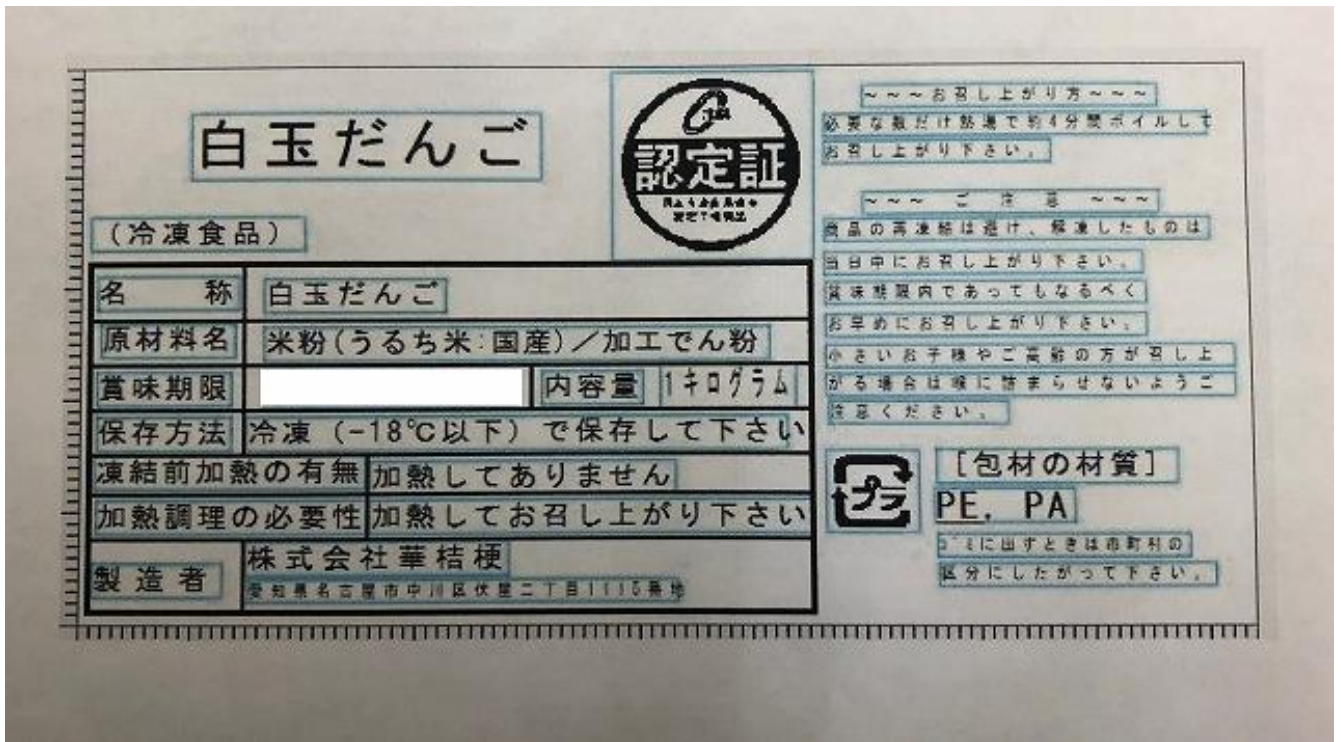 白玉だんご
認定証
(冷凍食品)
名 称 白玉だんご
原材料名 米粉(うるち米:国産)/加工でん粉
賞味期限 内容量 1キログラム
保存方法 冷凍(-18℃以下)で保存して下さい
凍結前加熱の有無 加熱してありません
加熱調理の必要性 加熱してお召し上がり下さい
製造者 株式会社華桔梗
愛知県名古屋市中川区伏屋二丁目1115番地
~~~お召し上がり方~~~
必要な数だけ熱湯で約4分間ボイルして
お召し上がり下さい。
~~~ ご 注 意 ~~~
商品の再凍結は避け、解凍したものは
当日中にお召し上がり下さい。
賞味期限内であってもなるべく
お早めにお召し上がり下さい。
小さいお子様やご高齢の方が召し上
がる場合は喉に詰まらせないようご
注意ください。
プラ
[包材の材質]
PE, PA
ゴミに出すときは市町村の
区分にしたがって下さい。